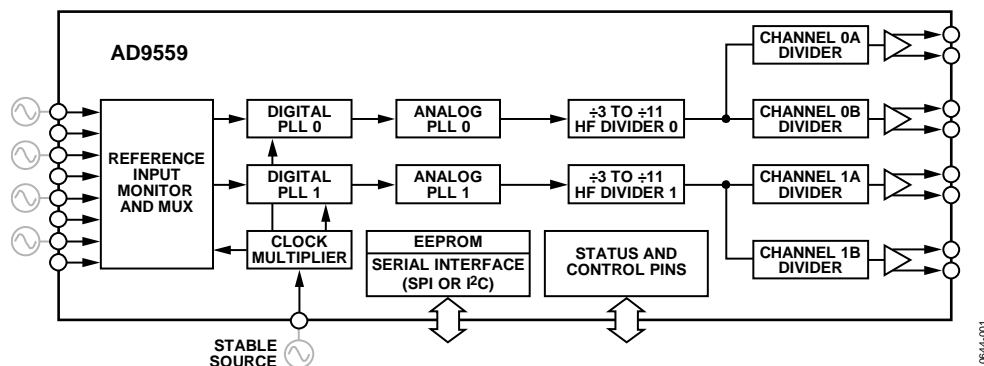 AD9559
REFERENCE
INPUT
MONITOR
AND MUX
DIGITAL
PLL 0
ANALOG
PLL 0
÷3 TO ÷11
HF DIVIDER 0
CHANNEL 0A
DIVIDER
CHANNEL 0B
DIVIDER
DIGITAL
PLL 1
ANALOG
PLL 1
÷3 TO ÷11
HF DIVIDER 1
CHANNEL 1A
DIVIDER
CHANNEL 1B
DIVIDER
CLOCK
MULTIPLIER
EEPROM
SERIAL INTERFACE
(SPI OR I²C)
STATUS AND
CONTROL PINS
STABLE
SOURCE